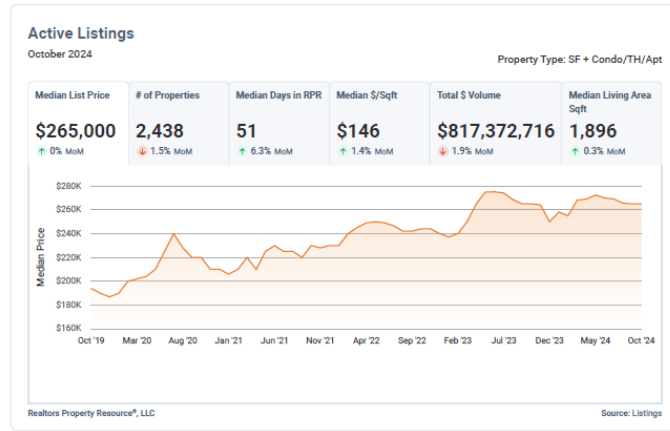 Active Listings
October 2024
Property Type: SF + Condo/TH/Apt
Median List Price
$265,000
↑ 0% MoM
# of Properties
2,438
↓ 1.5% MoM
Median Days in RPR
51
↑ 6.3% MoM
Median $/Sqft
$146
↑ 1.4% MoM
Total $ Volume
$817,372,716
↓ 1.9% MoM
Median Living Area
Sqft
1,896
↑ 0.3% MoM
Median Price
$280K
$260K
$240K
$220K
$200K
$180K
$160K
Oct '19 Mar '20 Aug '20 Jan '21 Jun '21 Nov '21 Apr '22 Sep '22 Feb '23 Jul '23 Dec '23 May '24 Oct '24
Realtors Property Resource®, LLC
Source: Listings